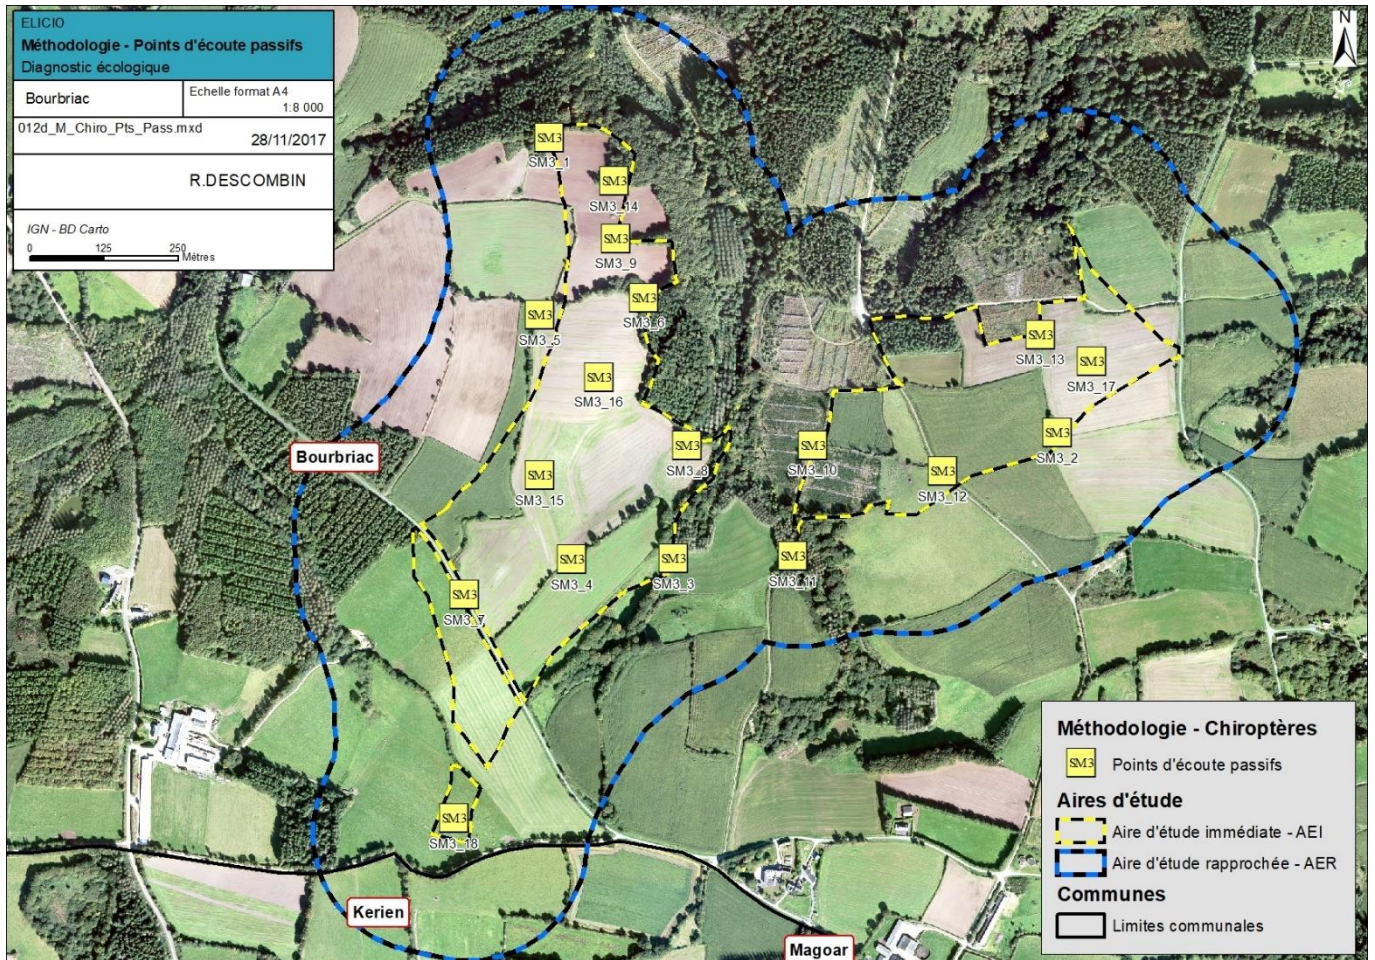 ELICIO
Méthodologie - Points d'écoute passifs
Diagnostic écologique
Bourbriac
Echelle format A4
1:8 000
012d_M_Chiro_Pts_Pass.mxd
28/11/2017
R.DESCOMBIN
IGN - BD Carto
0 125 250
Mètres
N
SM3
SM3_1
SM3
SM3_14
SM3
SM3_9
SM3
SM3_6
SM3
SM3_5
SM3
SM3_13
SM3
SM3_17
SM3
SM3_16
SM3
SM3_2
SM3
SM3_8
SM3
SM3_10
Bourbriac
SM3
SM3_12
SM3
SM3_15
SM3
SM3_4
SM3
SM3_3
SM3
SM3_11
SM3
SM3_7
SM3
SM3_18
Kerien
Magoar
Méthodologie - Chiroptères
SM3 Points d'écoute passifs
Aires d'étude
Aire d'étude immédiate - AEI
Aire d'étude rapprochée - AER
Communes
Limites communales